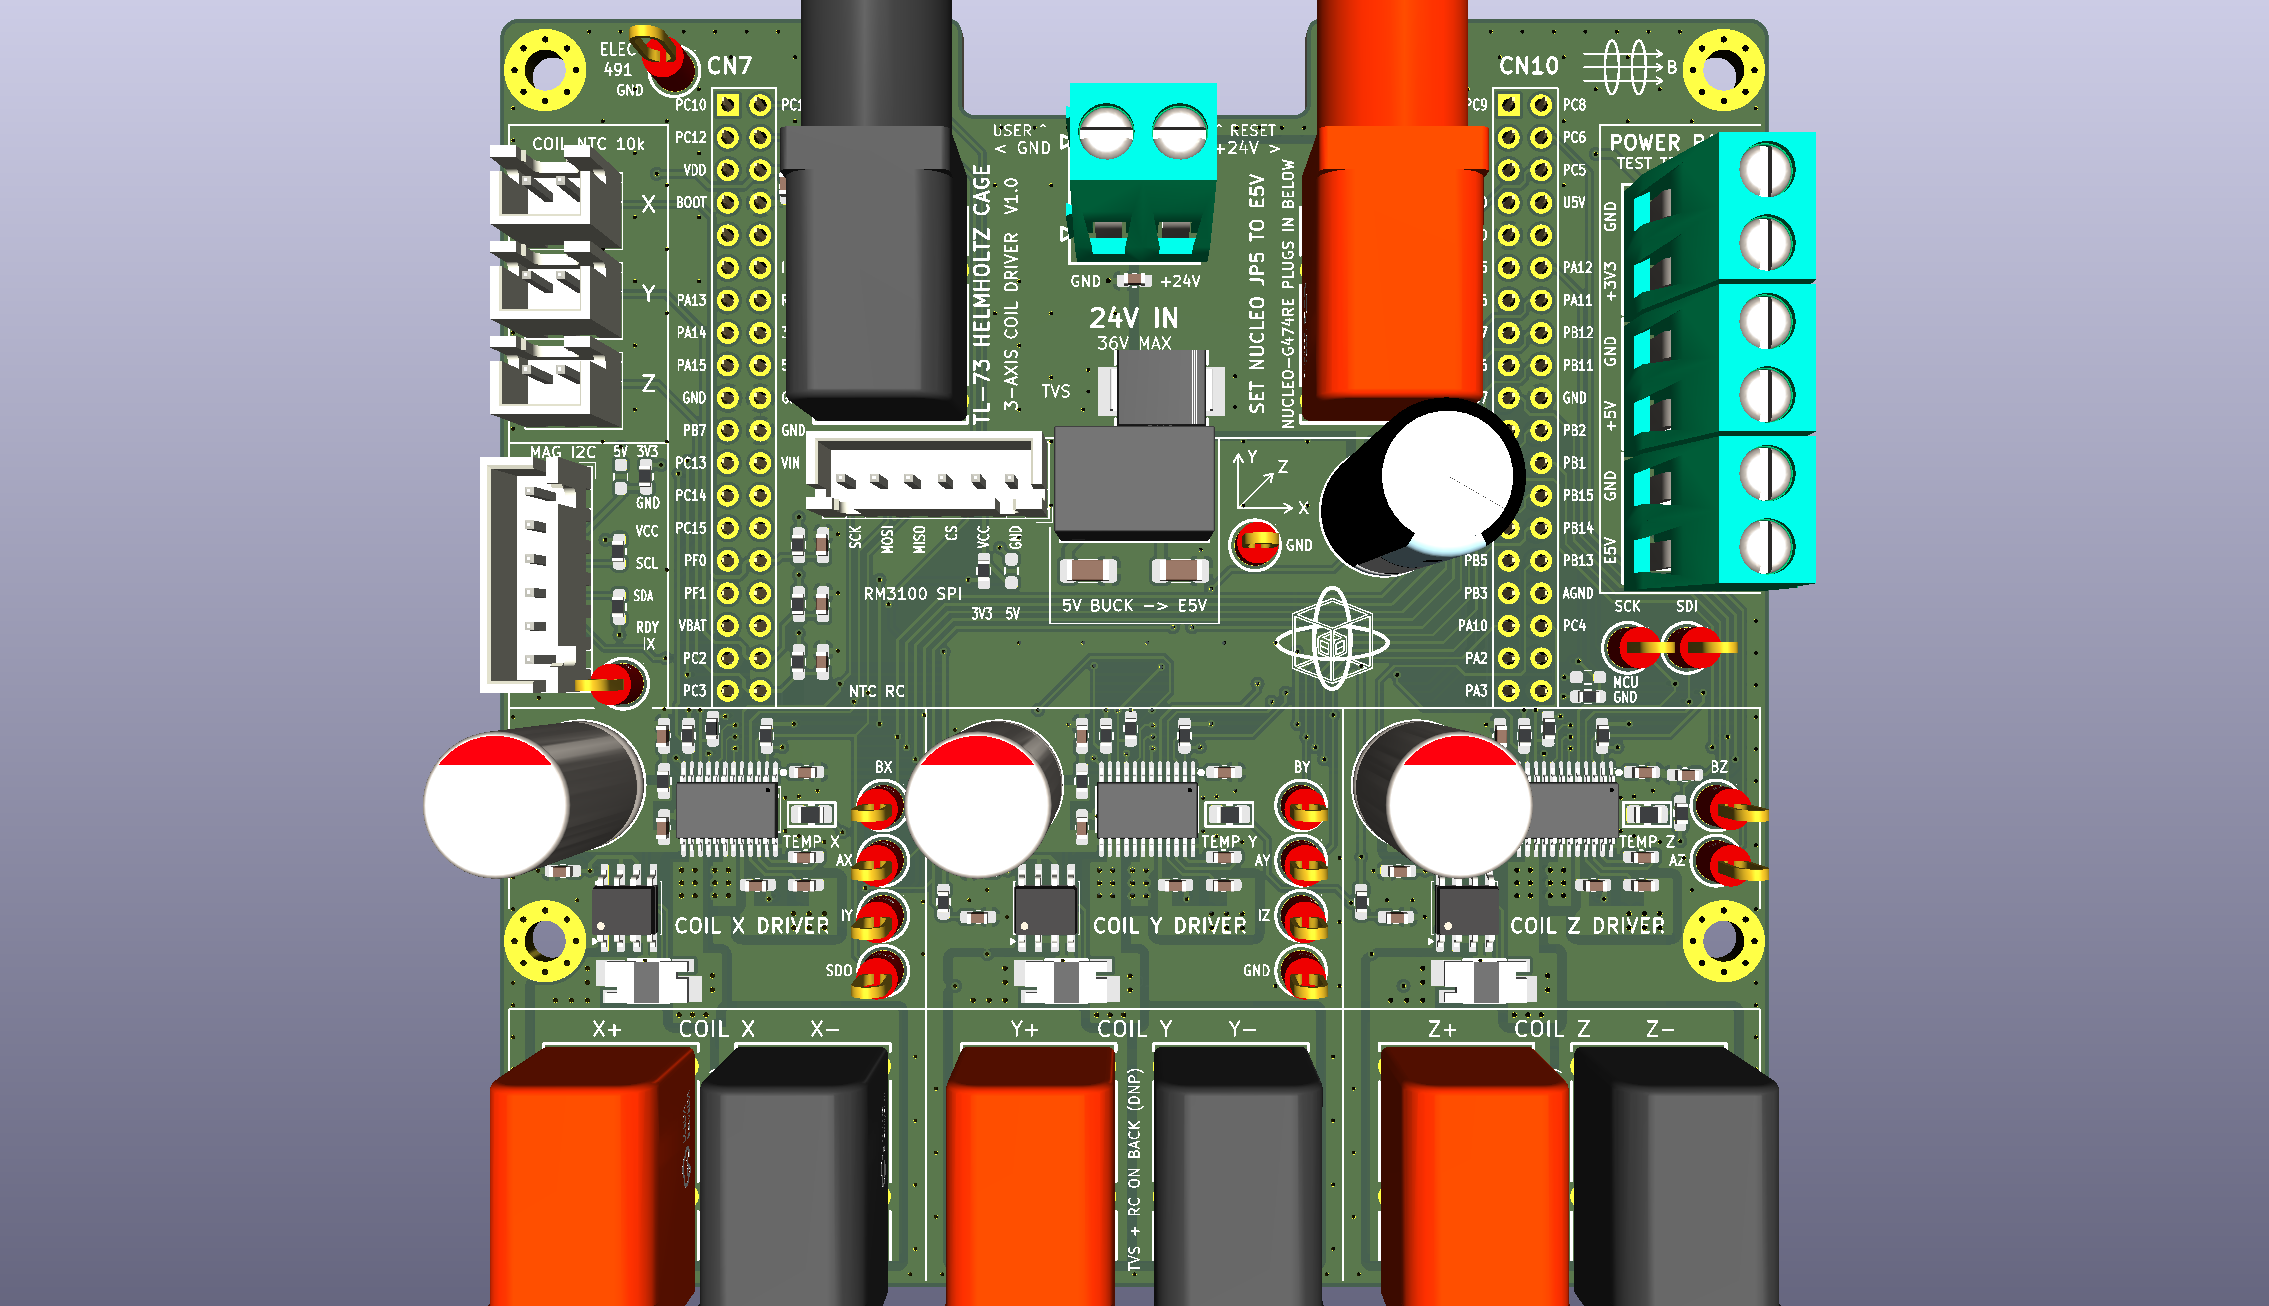 ELEC
491
GND
CN7
CN10
B
PC10
PC12
VDD
BOOT
PA13
PA14
PA15
GND
PB7
PC13
PC14
PC15
PF0
PF1
VBAT
PC2
PC3
GND
VIN
COIL NTC 10k
X
Y
Z
MAG I2C
5V 3V3
GND
VCC
SCL
SDA
RDY
IX
USER ^
< GND
^ RESET
+24V >
TL-73 HELMHOLTZ CAGE
3-AXIS COIL DRIVER V1.0
GND
+24V
24V IN
36V MAX
TVS
SET NUCLEO JP5 TO E5V
NUCLEO-G474RE PLUGS IN BELOW
SCK
MOSI
MISO
CS
VCC
GND
RM3100 SPI
3V3 5V
5V BUCK -> E5V
Y
Z
X
GND
NTC RC
PC9
PB5
PB3
PA10
PA2
PA3
PC8
PC6
PC5
U5V
PA12
PA11
PB12
PB11
GND
PB2
PB1
PB15
PB14
PB13
AGND
PC4
POWER
TEST
GND
+3V3
GND
+5V
GND
E5V
SCK
SDI
MCU
GND
BX
TEMP X
AX
COIL X DRIVER
IY
SDO
BY
TEMP Y
AY
COIL Y DRIVER
IZ
GND
BZ
TEMP Z
AZ
COIL Z DRIVER
X+ COIL X X-
Y+ COIL Y Y-
Z+ COIL Z Z-
TVS + RC ON BACK (DNP)